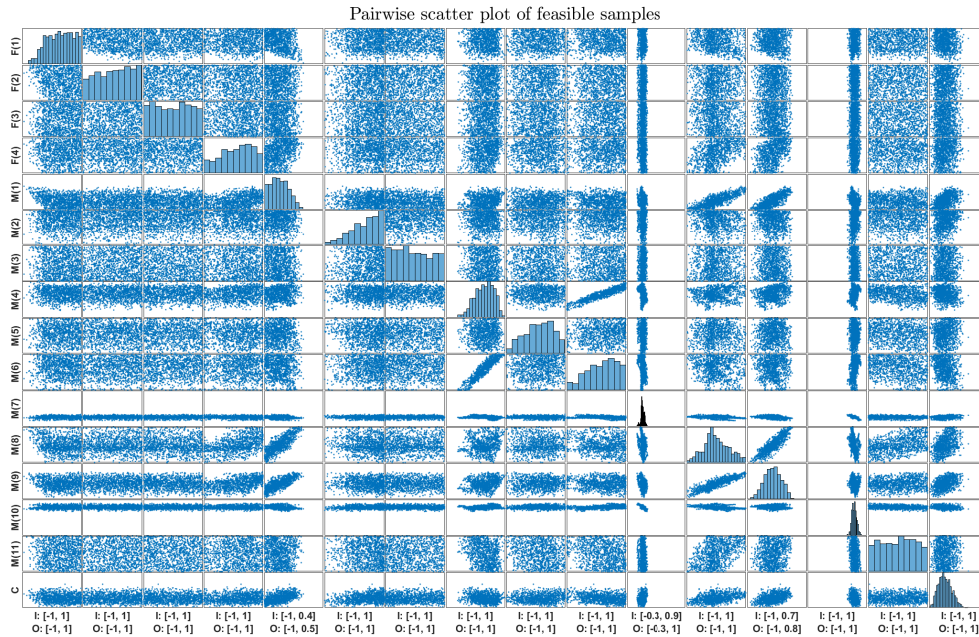 Pairwise scatter plot of feasible samples
F(1)
F(2)
F(3)
F(4)
M(1)
M(2)
M(3)
M(4)
M(5)
M(6)
M(7)
M(8)
M(9)
M(10)
M(11)
C
I: [-1, 1] I: [-1, 1] I: [-1, 1] I: [-1, 1] I: [-1, 0.4] I: [-1, 1] I: [-1, 1] I: [-1, 1] I: [-1, 1] I: [-1, 1] I: [-0.3, 0.9] I: [-1, 1] I: [-1, 0.7] I: [-1, 1] I: [-1, 1] I: [-1, 1]
O: [-1, 1] O: [-1, 1] O: [-1, 1] O: [-1, 1] O: [-1, 0.5] O: [-1, 1] O: [-1, 1] O: [-1, 1] O: [-1, 1] O: [-1, 1] O: [-0.3, 1] O: [-1, 1] O: [-1, 0.8] O: [-1, 1] O: [-1, 1] O: [-1,